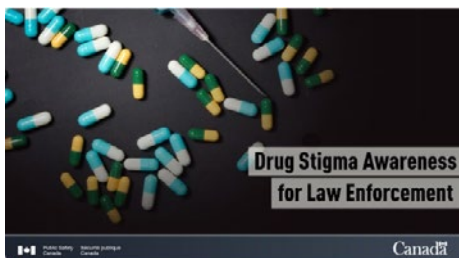 Drug Stigma Awareness
for Law Enforcement
Public Safety Sécurité publique
Canada Canada
Canada